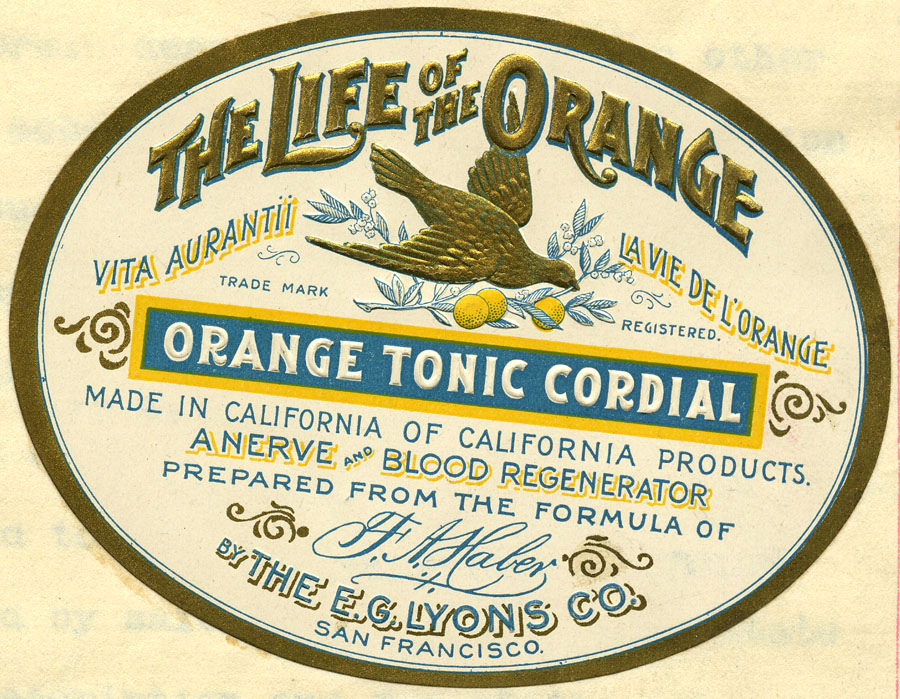 THE LIFE OF THE ORANGE
VITA AURANTII
LA VIE DE L'ORANGE
TRADE MARK
REGISTERED.
ORANGE TONIC CORDIAL
MADE IN CALIFORNIA OF CALIFORNIA PRODUCTS.
A NERVE AND BLOOD REGENERATOR
PREPARED FROM THE FORMULA OF
F. A. Haber
BY THE E.G. LYONS CO.
SAN FRANCISCO.
other